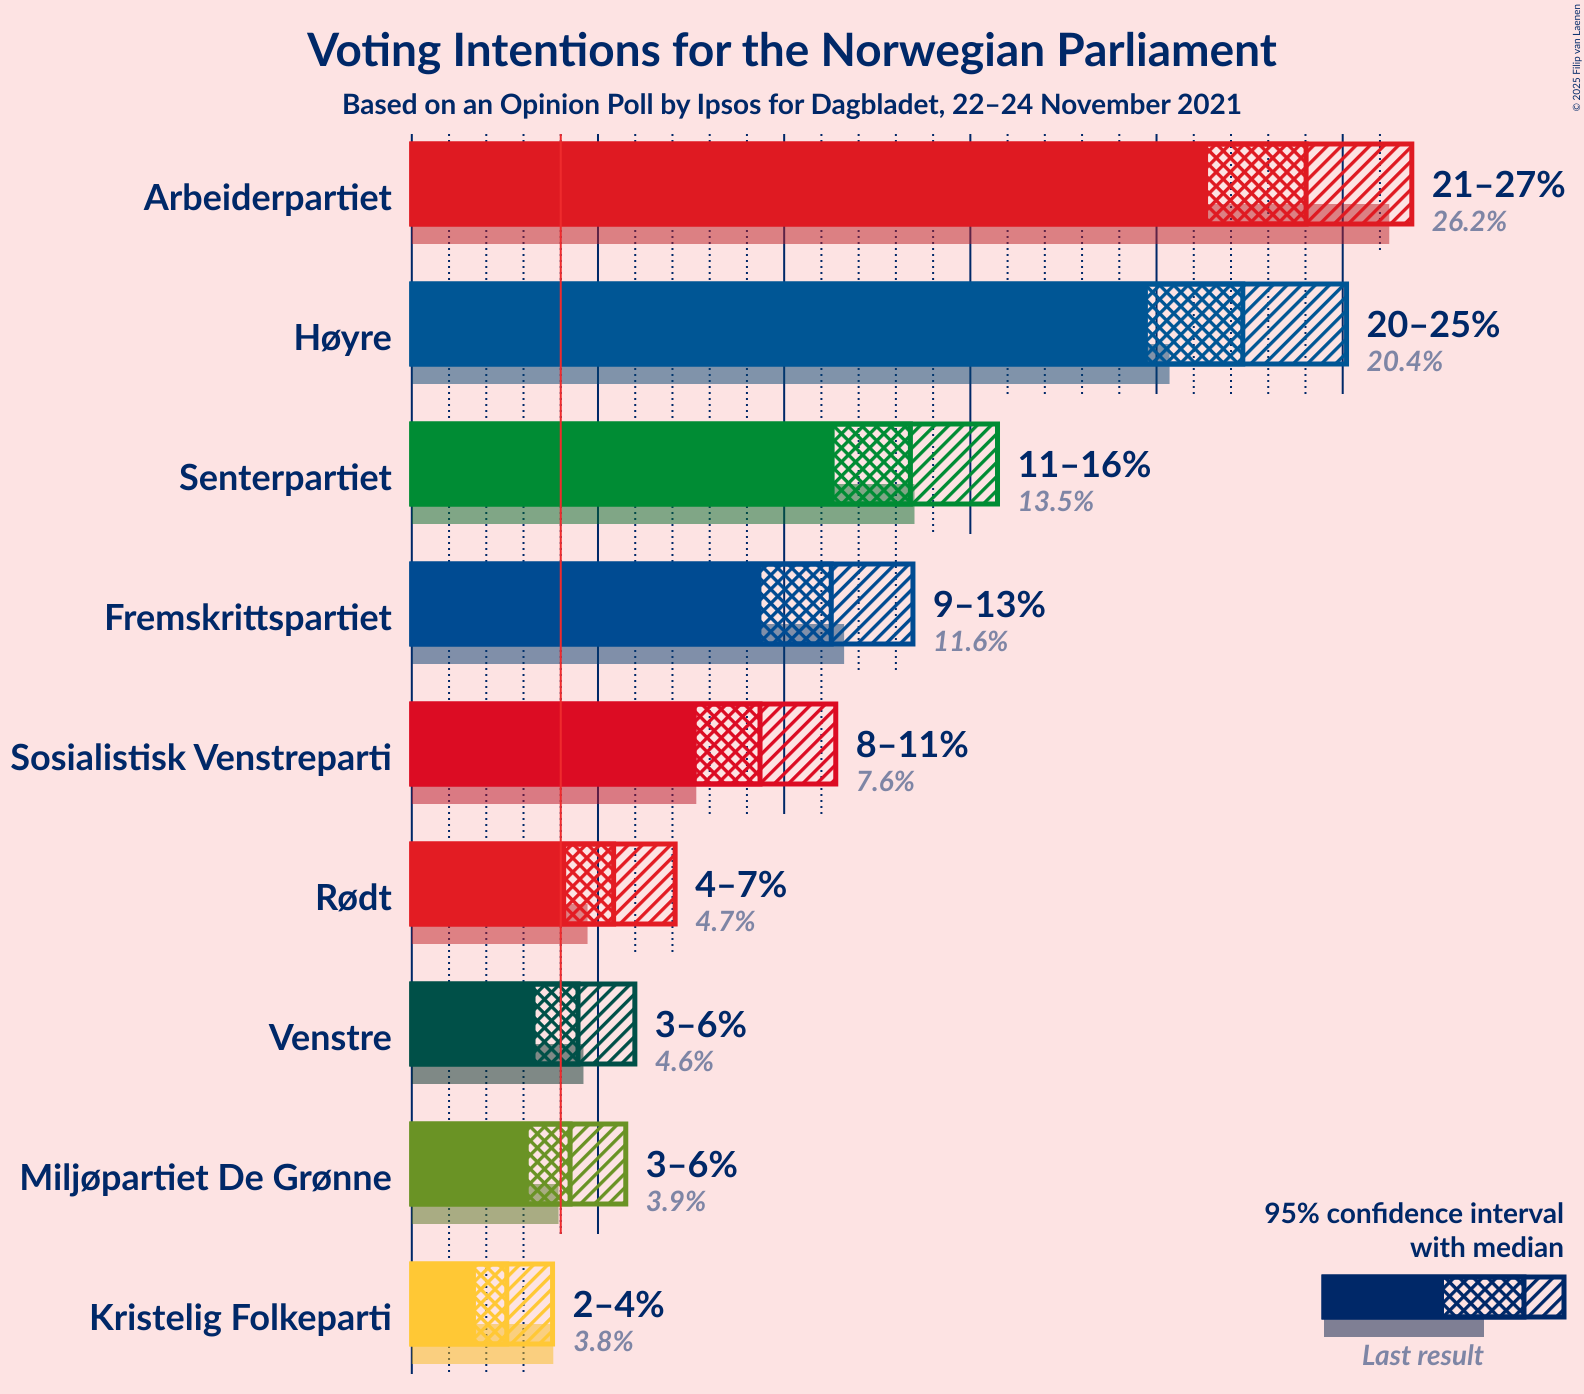 Voting Intentions for the Norwegian Parliament
Based on an Opinion Poll by Ipsos for Dagbladet, 22–24 November 2021
© 2025 Filip van Laenen
Arbeiderpartiet
21–27%
26.2%
Høyre
20–25%
20.4%
Senterpartiet
11–16%
13.5%
Fremskrittspartiet
9–13%
11.6%
Sosialistisk Venstreparti
8–11%
7.6%
Rødt
4–7%
4.7%
Venstre
3–6%
4.6%
Miljøpartiet De Grønne
3–6%
3.9%
Kristelig Folkeparti
2–4%
3.8%
95% confidence interval
with median
Last result